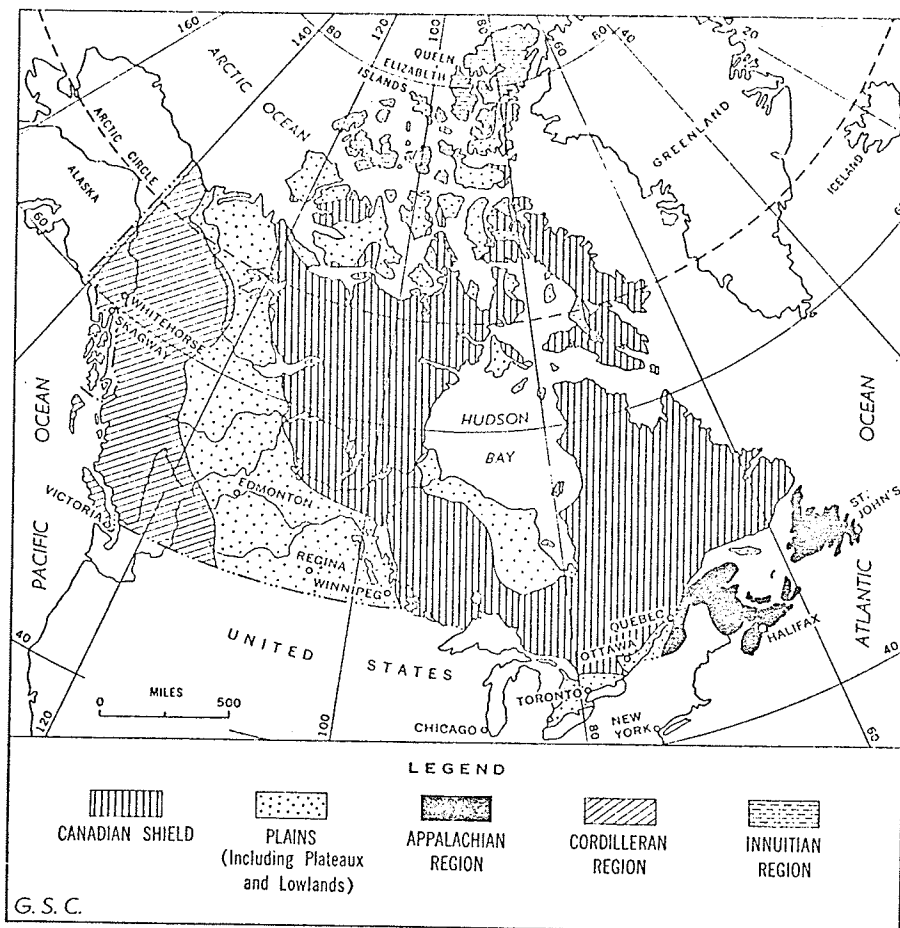 160
140
80
120
100
80
60
60
40
20
ARCTIC
OCEAN
QUEEN
ELIZABETH
ISLANDS
GREENLAND
ICELAND
ARCTIC CIRCLE
ALASKA
60
WHITEHORSE
SKAGWAY
HUDSON
BAY
PACIFIC OCEAN
ATLANTIC OCEAN
EDMONTON
VICTORIA
REGINA
WINNIPEG
ST. JOHN'S
QUEBEC
OTTAWA
HALIFAX
TORONTO
UNITED STATES
CHICAGO
NEW
YORK
40
40
MILES
0 500
120
100
80
60
LEGEND
CANADIAN SHIELD
PLAINS
(Including Plateaux
and Lowlands)
APPALACHIAN
REGION
CORDILLERAN
REGION
INNUITIAN
REGION
G. S. C.